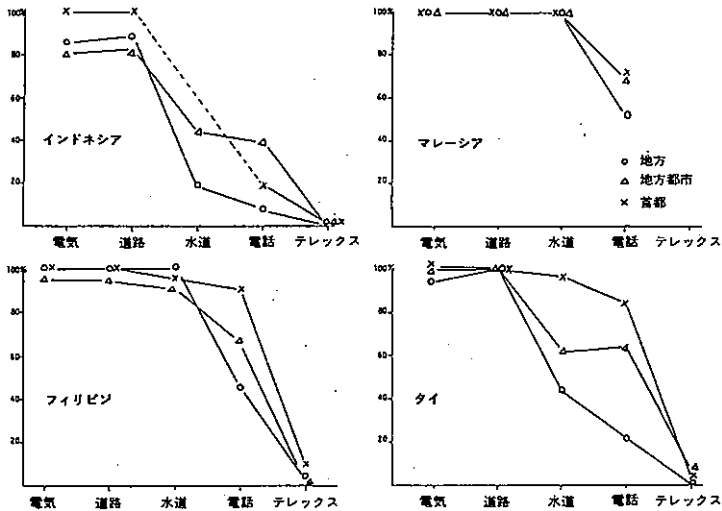 100%
80
60
40
20
インドネシア
電気 道路 水道 電話 テレックス
100%
80
60
40
20
マレーシア
○ 地方
△ 地方都市
× 首都
電気 道路 水道 電話 テレックス
100%
80
60
40
20
フィリピン
電気 道路 水道 電話 テレックス
100%
80
60
40
20
タイ
電気 道路 水道 電話 テレックス